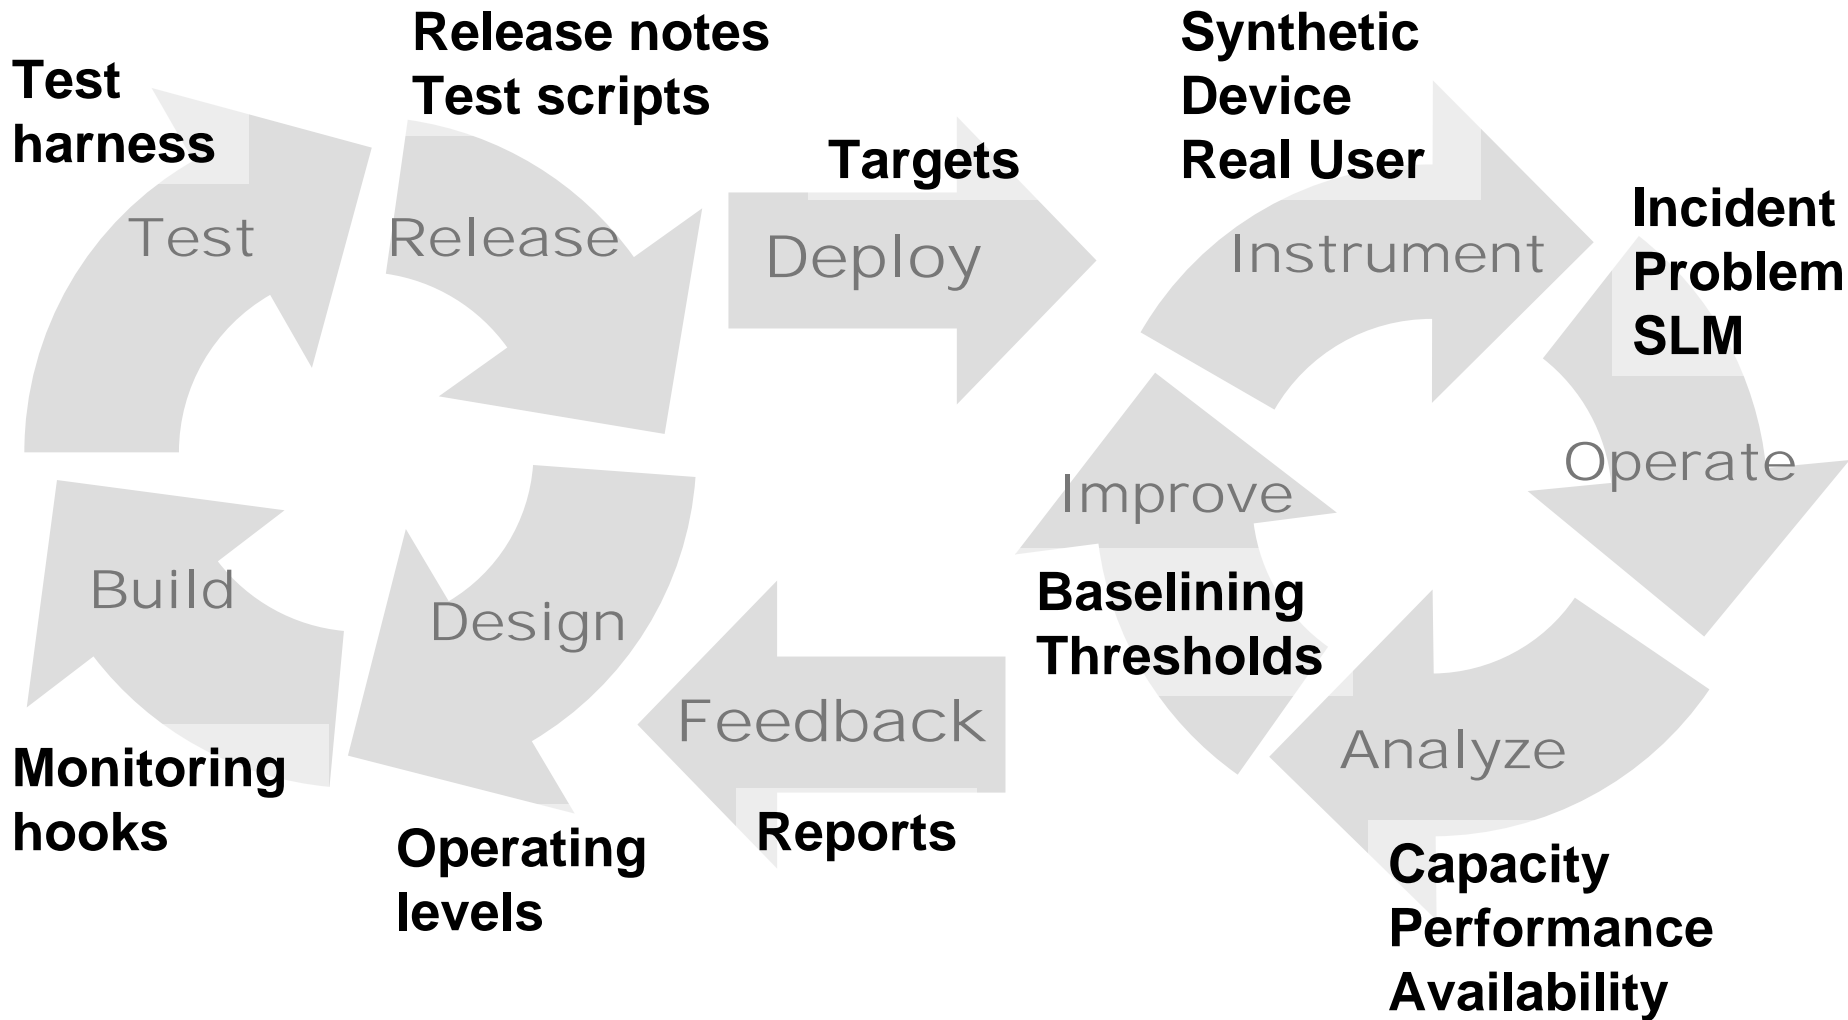 Test
harness
Release notes
Test scripts
Targets
Synthetic
Device
Real User
Incident
Problem
SLM
Test
Release
Deploy
Instrument
Operate
Improve
Build
Design
Baselining
Thresholds
Feedback
Analyze
Monitoring
hooks
Operating
levels
Reports
Capacity
Performance
Availability